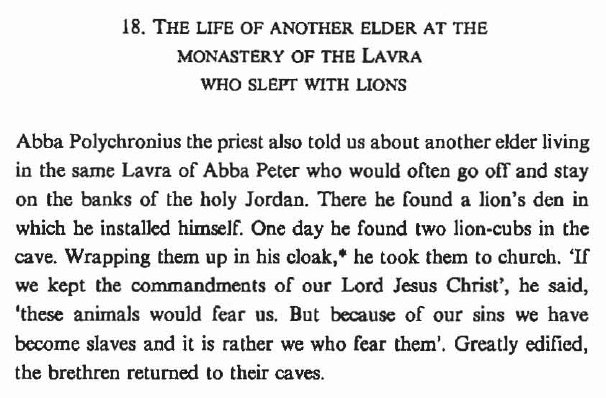 18. THE LIFE OF ANOTHER ELDER AT THE
MONASTERY OF THE LAVRA
WHO SLEPT WITH LIONS
Abba Polychronius the priest also told us about another elder living
in the same Lavra of Abba Peter who would often go off and stay
on the banks of the holy Jordan. There he found a lion's den in
which he installed himself. One day he found two lion-cubs in the
cave. Wrapping them up in his cloak,* he took them to church. 'If
we kept the commandments of our Lord Jesus Christ', he said,
'these animals would fear us. But because of our sins we have
become slaves and it is rather we who fear them'. Greatly edified,
the brethren returned to their caves.